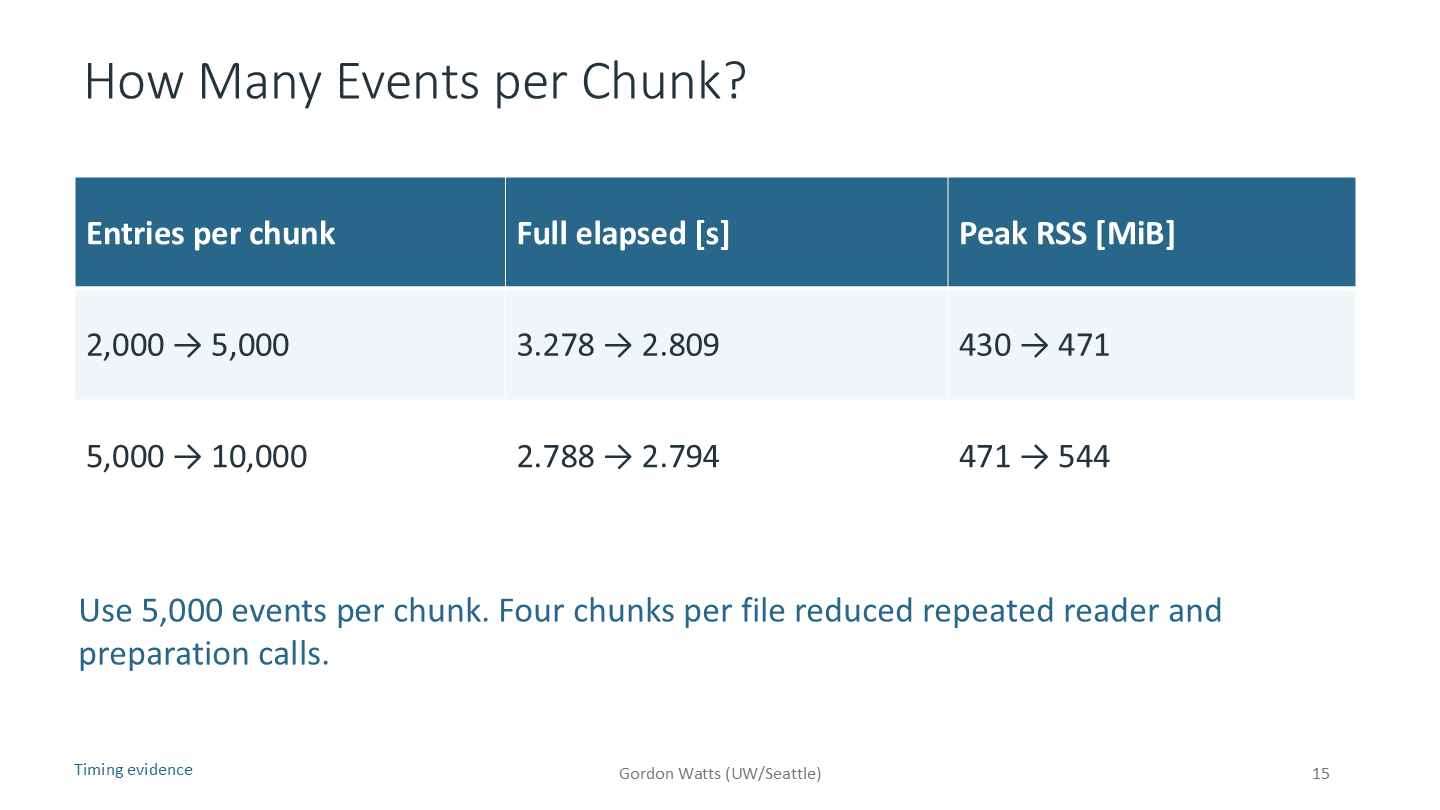 How Many Events per Chunk?
Entries per chunk Full elapsed [s] Peak RSS [MiB]
2,000 → 5,000 3.278 → 2.809 430 → 471
5,000 → 10,000 2.788 → 2.794 471 → 544
Use 5,000 events per chunk. Four chunks per file reduced repeated reader and
preparation calls.
Timing evidence Gordon Watts (UW/Seattle) 15